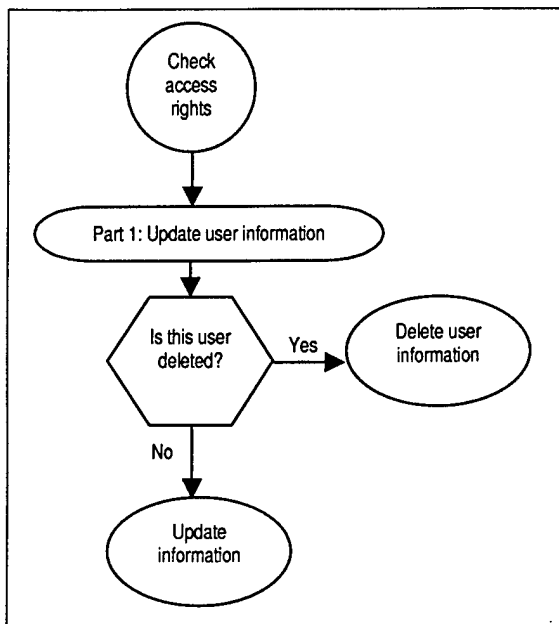 Check
access
rights
Part 1: Update user information
Is this user
deleted?
Yes
Delete user
information
No
Update
information